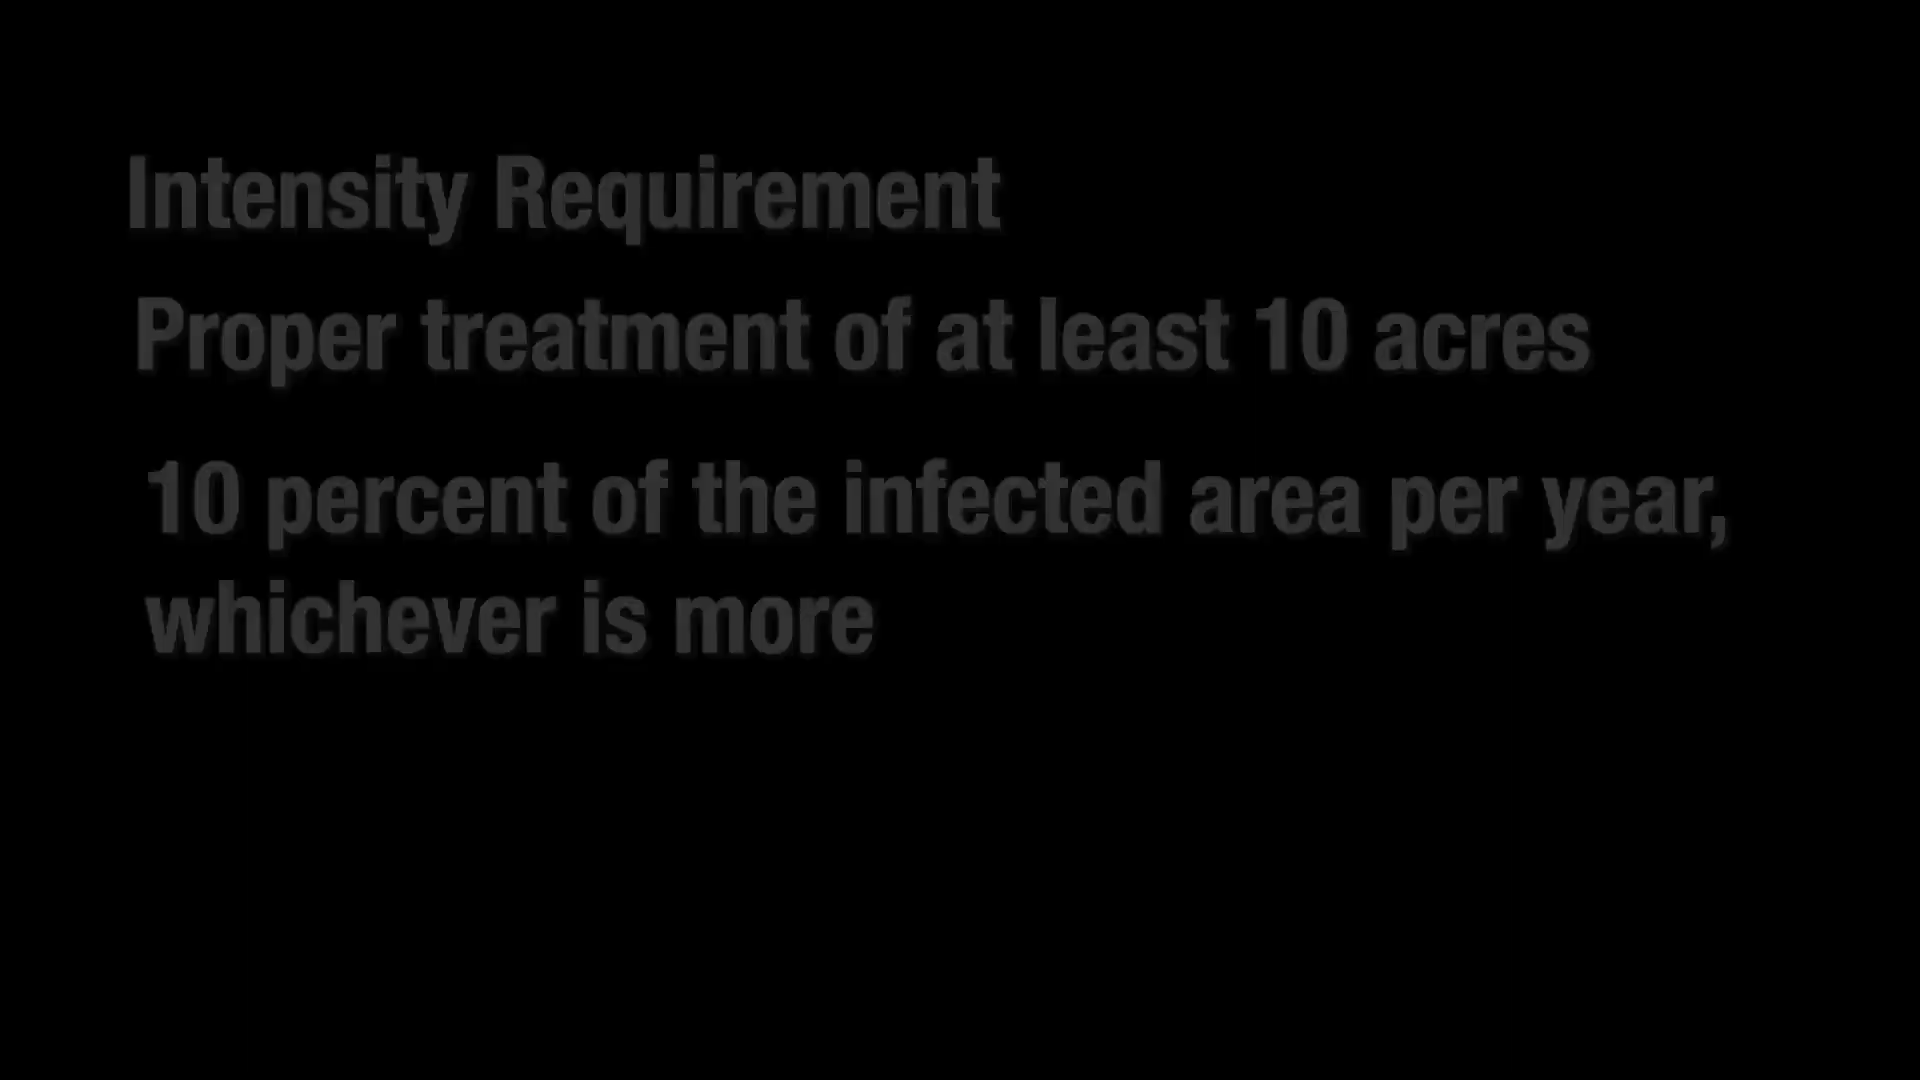 Intensity Requirement
Proper treatment of at least 10 acres
10 percent of the infected area per year,
whichever is more